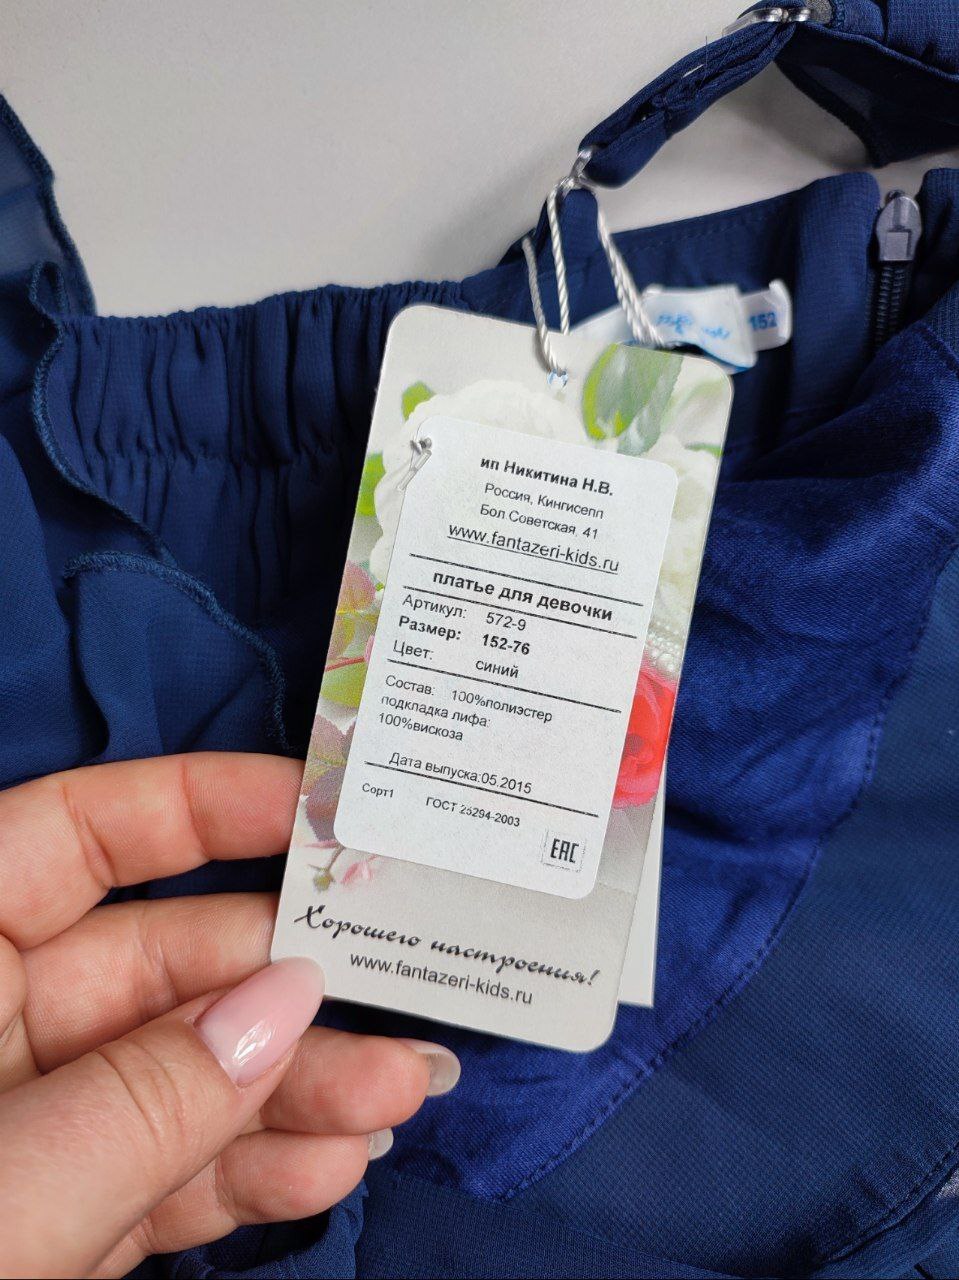 152
ип Никитина Н.В.
Россия, Кингисепп
Бол Советская, 41
www.fantazeri-kids.ru
платье для девочки
Артикул: 572-9
Размер: 152-76
Цвет: синий
Состав: 100%полиэстер
подкладка лифа:
100%вискоза
Дата выпуска:05.2015
Сорт1 ГОСТ 25294-2003
EAC
Хорошего настроения!
www.fantazeri-kids.ru